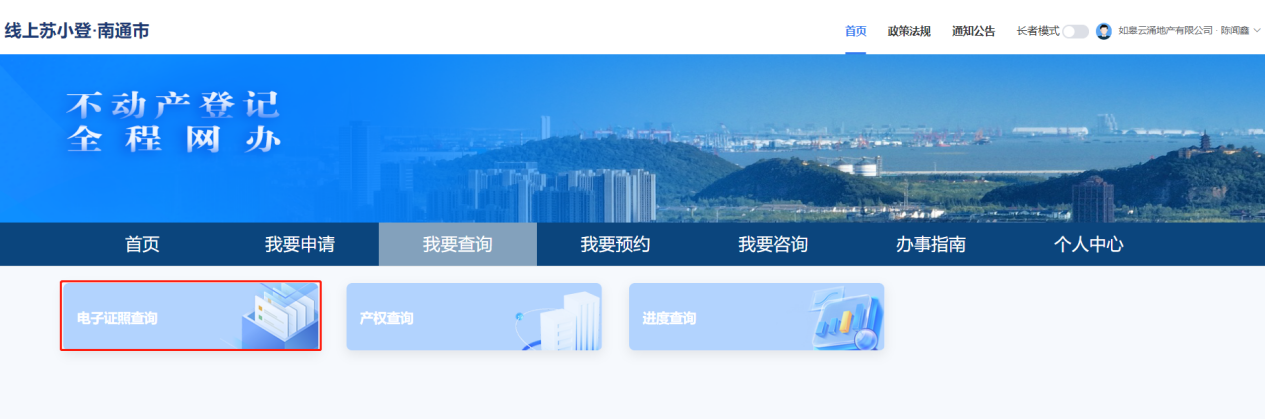 线上苏小登·南通市
首页 政策法规 通知公告 长者模式 如皋云涌地产有限公司 · 陈闻鑫
不动产登记
全程网办
首页 我要申请 我要查询 我要预约 我要咨询 办事指南 个人中心
电子证照查询 产权查询 进度查询